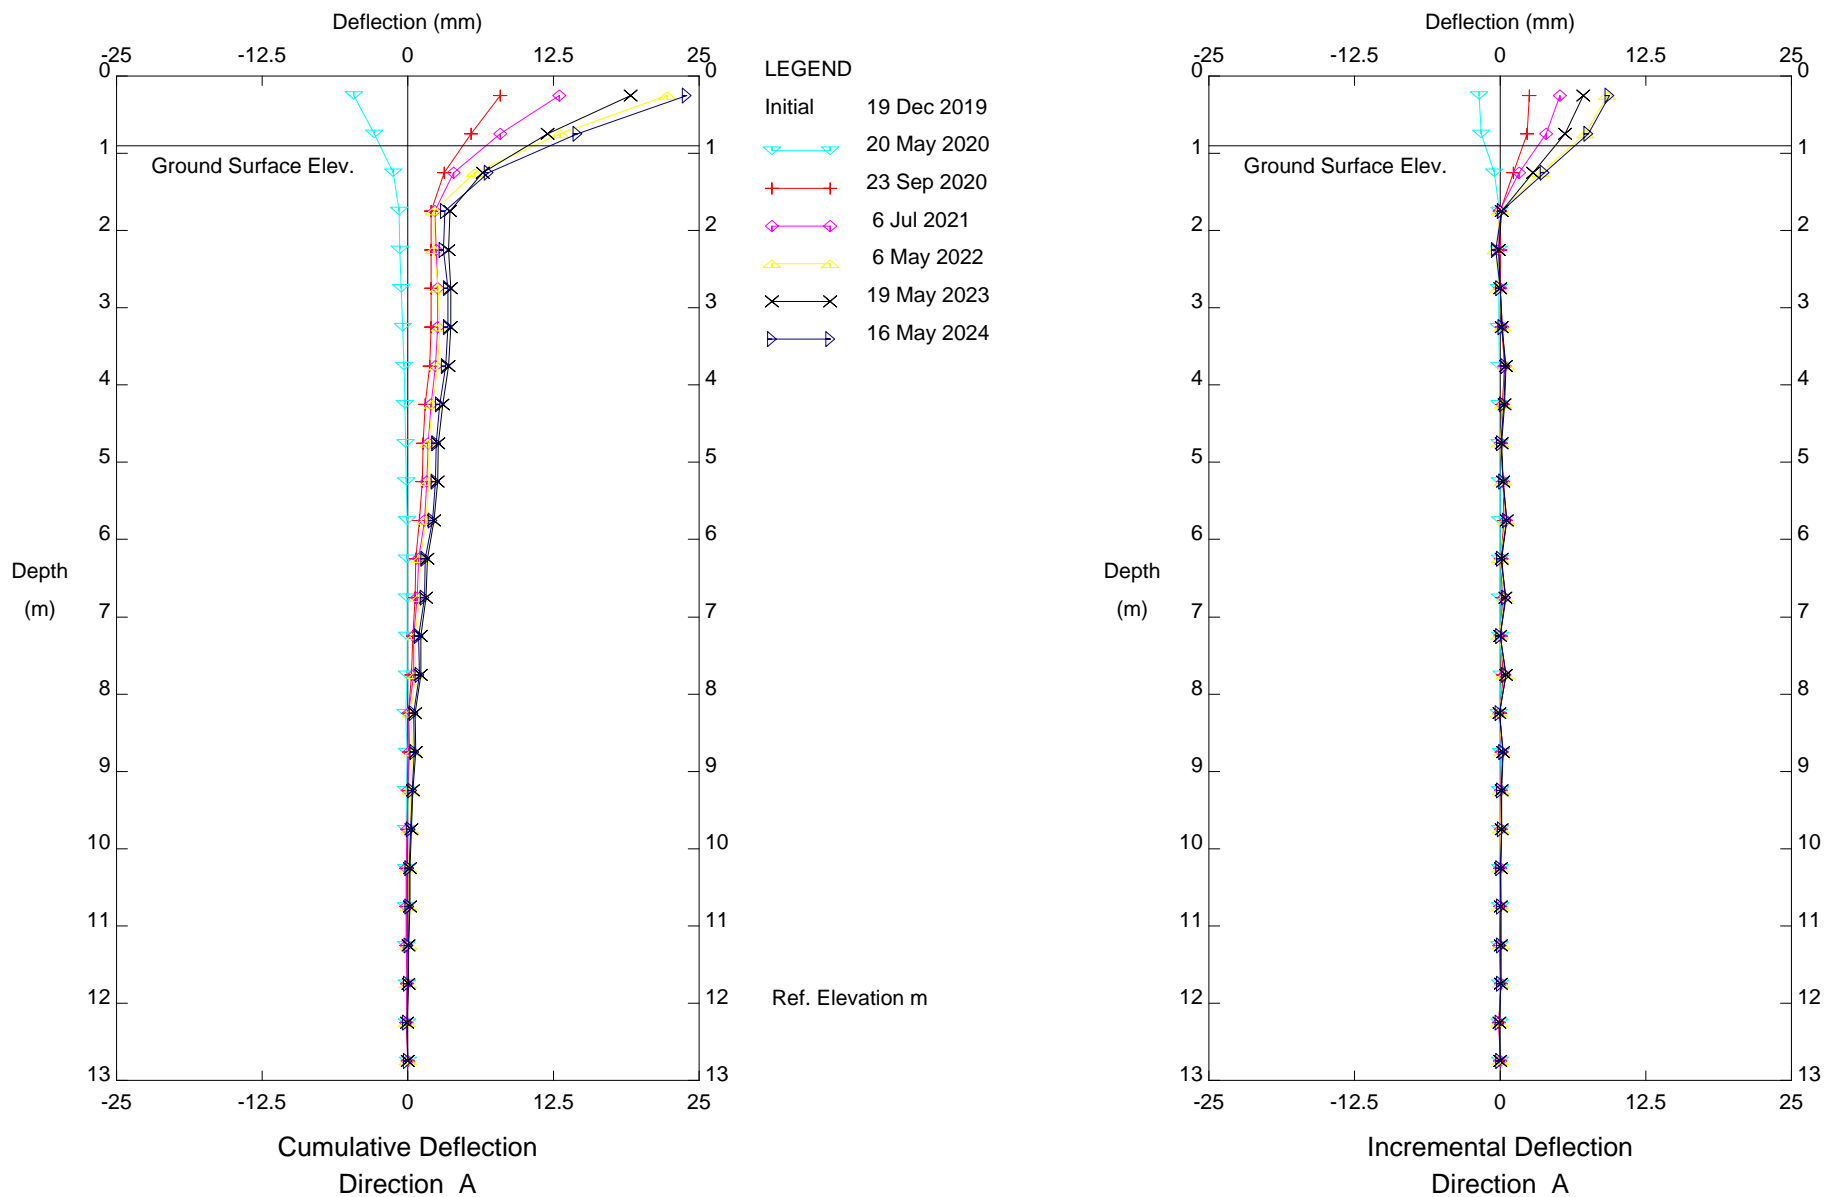 Deflection (mm)
-25 -12.5 0 12.5 25
0 0
1 1
2 2
3 3
4 4
5 5
6 6
7 7
8 8
9 9
10 10
11 11
12 12
13 13
-25 -12.5 0 12.5 25
Ground Surface Elev.
Depth
(m)
Cumulative Deflection
Direction A
LEGEND
Initial 19 Dec 2019
20 May 2020
23 Sep 2020
6 Jul 2021
6 May 2022
19 May 2023
16 May 2024
Ref. Elevation m
Deflection (mm)
-25 -12.5 0 12.5 25
0 0
1 1
2 2
3 3
4 4
5 5
6 6
7 7
8 8
9 9
10 10
11 11
12 12
13 13
-25 -12.5 0 12.5 25
Ground Surface Elev.
Depth
(m)
Incremental Deflection
Direction A